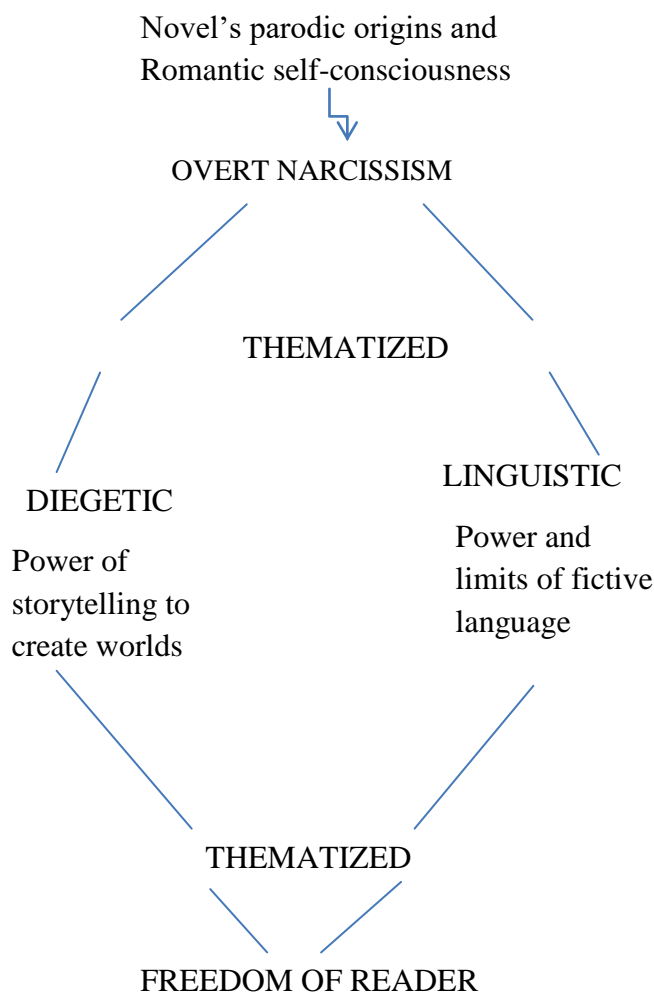 Novel’s parodic origins and
Romantic self-consciousness
OVERT NARCISSISM
THEMATIZED
DIEGETIC
Power of
storytelling to
create worlds
LINGUISTIC
Power and
limits of fictive
language
THEMATIZED
FREEDOM OF READER